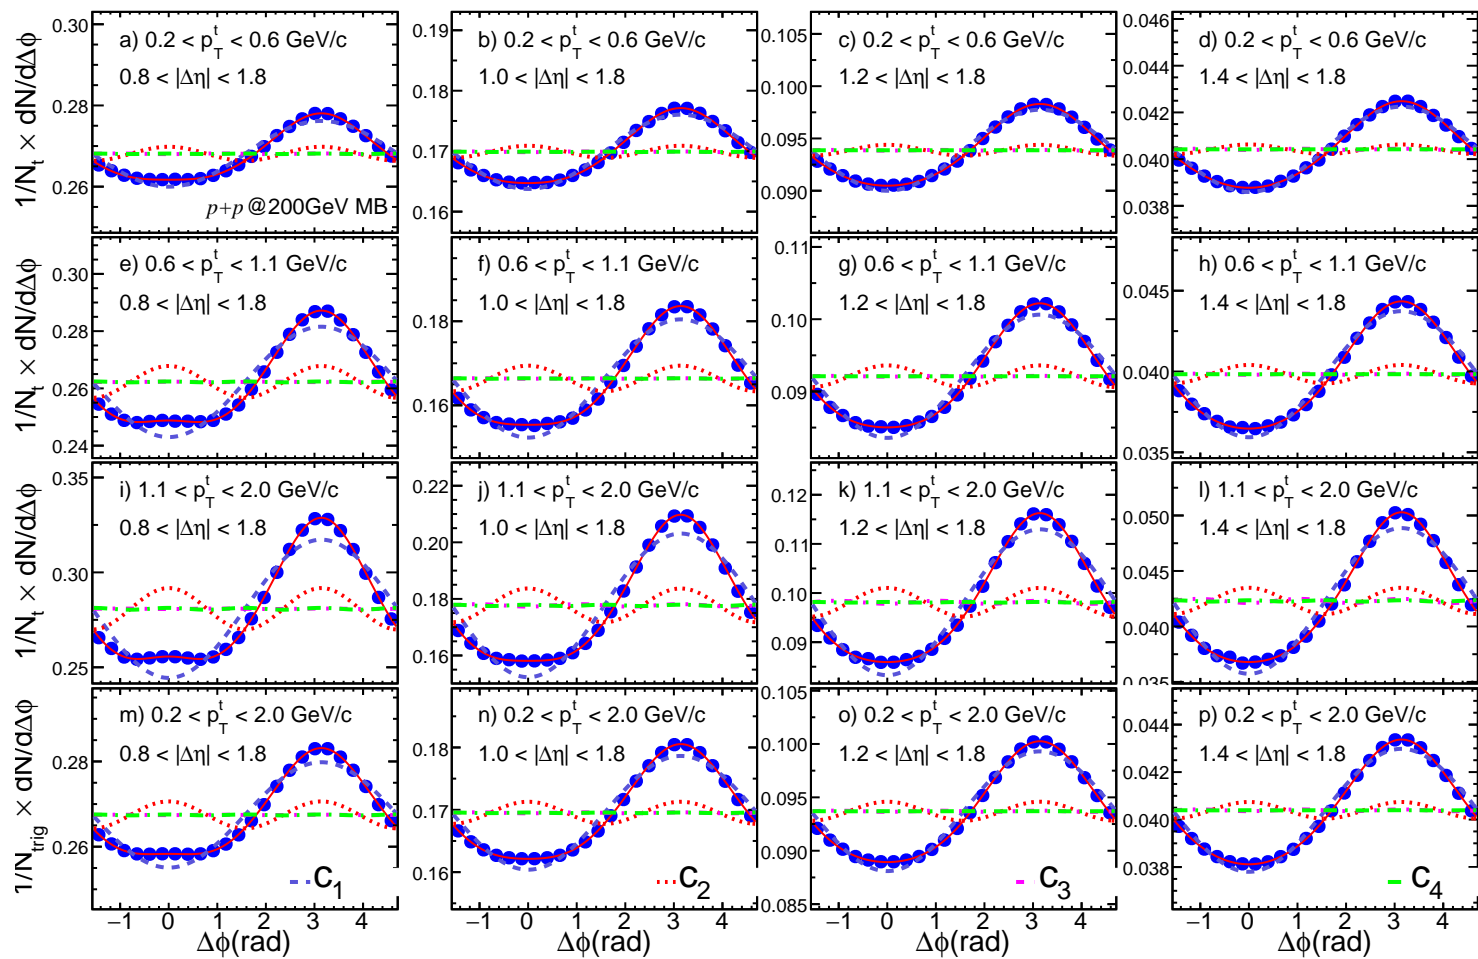 1/N_t × dN/dΔφ
0.30
0.28
0.26
a) 0.2 < p_T^t < 0.6 GeV/c
0.8 < |Δη| < 1.8
p+p @200GeV MB
0.19
0.18
0.17
0.16
b) 0.2 < p_T^t < 0.6 GeV/c
1.0 < |Δη| < 1.8
0.105
0.100
0.095
0.090
c) 0.2 < p_T^t < 0.6 GeV/c
1.2 < |Δη| < 1.8
0.046
0.044
0.042
0.040
0.038
d) 0.2 < p_T^t < 0.6 GeV/c
1.4 < |Δη| < 1.8
1/N_t × dN/dΔφ
0.30
0.28
0.26
0.24
e) 0.6 < p_T^t < 1.1 GeV/c
0.8 < |Δη| < 1.8
0.18
0.16
f) 0.6 < p_T^t < 1.1 GeV/c
1.0 < |Δη| < 1.8
0.11
0.10
0.09
g) 0.6 < p_T^t < 1.1 GeV/c
1.2 < |Δη| < 1.8
0.045
0.040
0.035
h) 0.6 < p_T^t < 1.1 GeV/c
1.4 < |Δη| < 1.8
1/N_t × dN/dΔφ
0.35
0.30
0.25
i) 1.1 < p_T^t < 2.0 GeV/c
0.8 < |Δη| < 1.8
0.22
0.20
0.18
0.16
j) 1.1 < p_T^t < 2.0 GeV/c
1.0 < |Δη| < 1.8
0.12
0.11
0.10
0.09
k) 1.1 < p_T^t < 2.0 GeV/c
1.2 < |Δη| < 1.8
0.050
0.045
0.040
0.035
l) 1.1 < p_T^t < 2.0 GeV/c
1.4 < |Δη| < 1.8
1/N_trig × dN/dΔφ
0.28
0.26
m) 0.2 < p_T^t < 2.0 GeV/c
0.8 < |Δη| < 1.8
c_1
0.18
0.17
0.16
n) 0.2 < p_T^t < 2.0 GeV/c
1.0 < |Δη| < 1.8
c_2
0.105
0.100
0.095
0.090
0.085
o) 0.2 < p_T^t < 2.0 GeV/c
1.2 < |Δη| < 1.8
c_3
0.044
0.042
0.040
0.038
p) 0.2 < p_T^t < 2.0 GeV/c
1.4 < |Δη| < 1.8
c_4
−1 0 1 2 3 4
−1 0 1 2 3 4
−1 0 1 2 3 4
−1 0 1 2 3 4
Δφ(rad)
Δφ(rad)
Δφ(rad)
Δφ(rad)